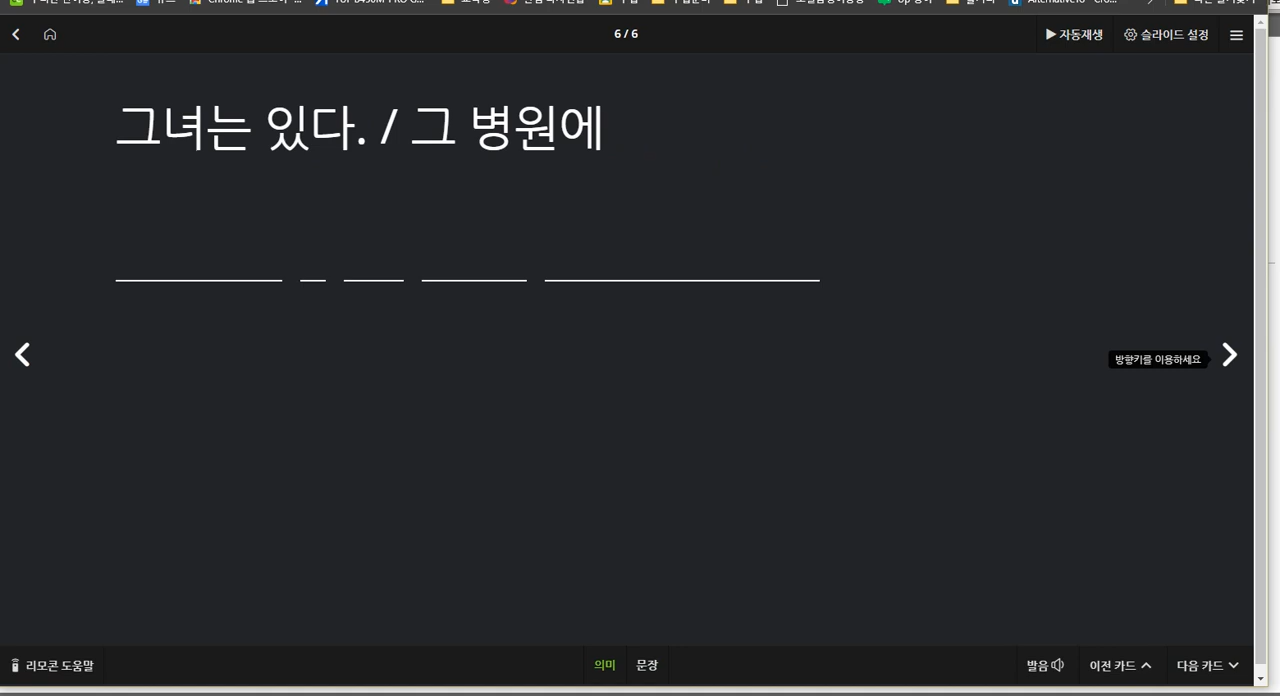 6 / 6
자동재생
슬라이드 설정
그녀는 있다. / 그 병원에
방향키를 이용하세요
리모콘 도움말
의미
문장
발음
이전 카드
다음 카드